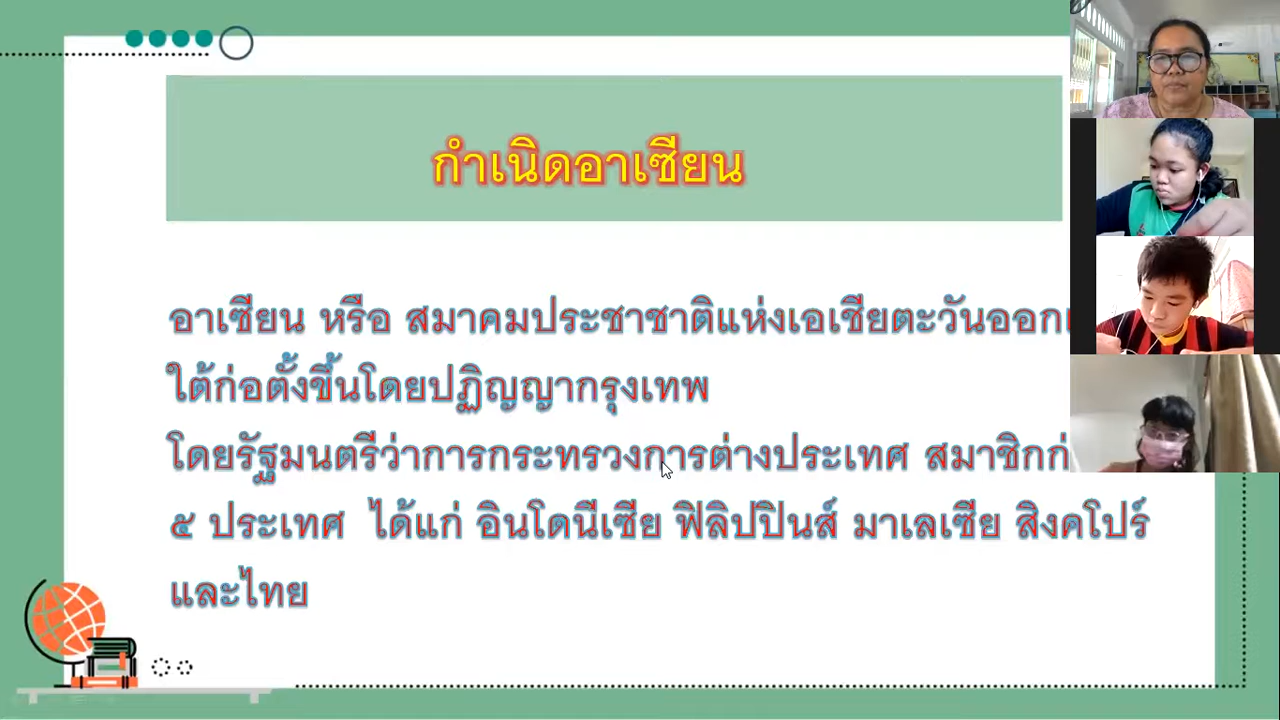 กำเนิดอาเซียน
อาเซียน หรือ สมาคมประชาชาติแห่งเอเชียตะวันออก
ใต้ก่อตั้งขึ้นโดยปฏิญญากรุงเทพ
โดยรัฐมนตรีว่าการกระทรวงการต่างประเทศ สมาชิก
๕ ประเทศ ได้แก่ อินโดนีเซีย ฟิลิปปินส์ มาเลเซีย สิงคโปร์
และไทย